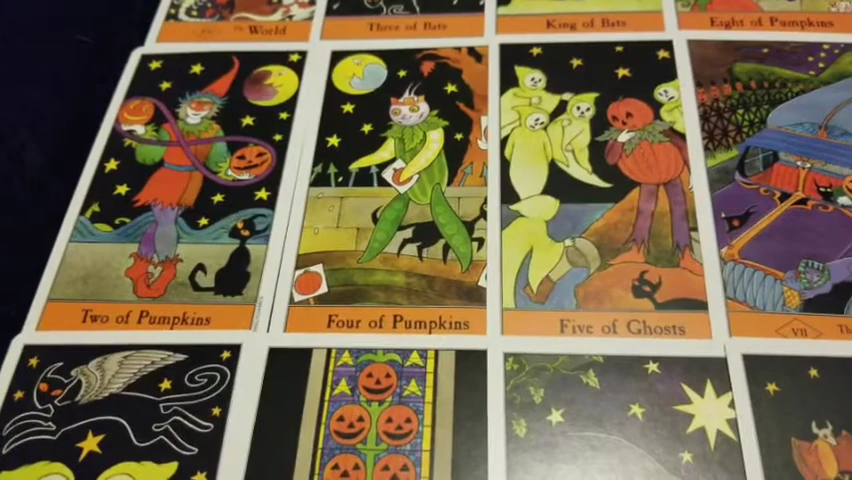 The World
Three of Bats
King of Bats
Eight of Pumpkins
Two of Pumpkins
Four of Pumpkins
Five of Ghosts
VII